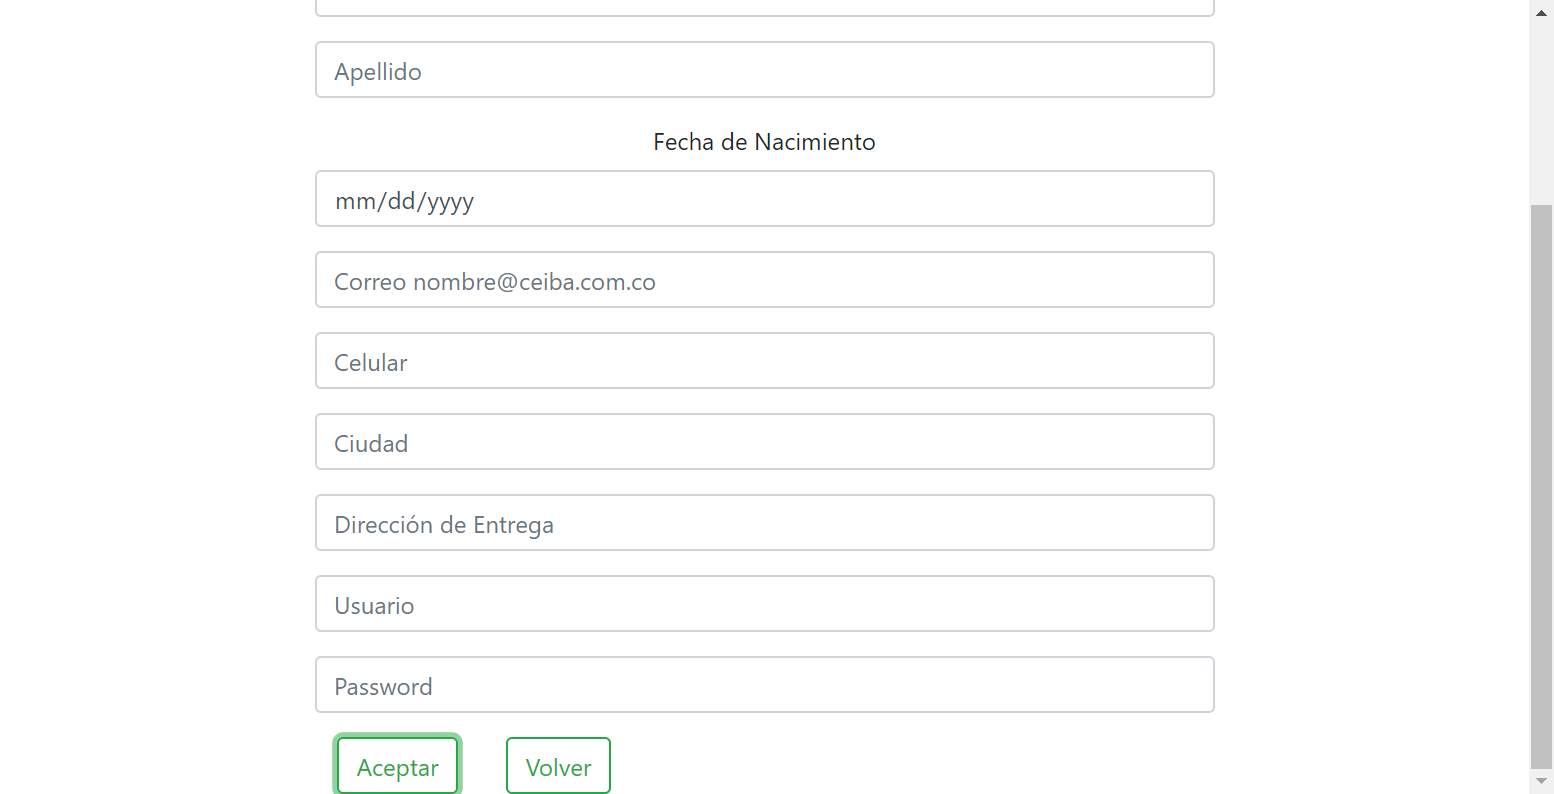 Apellido
Fecha de Nacimiento
mm/dd/yyyy
Correo nombre@ceiba.com.co
Celular
Ciudad
Dirección de Entrega
Usuario
Password
Aceptar Volver